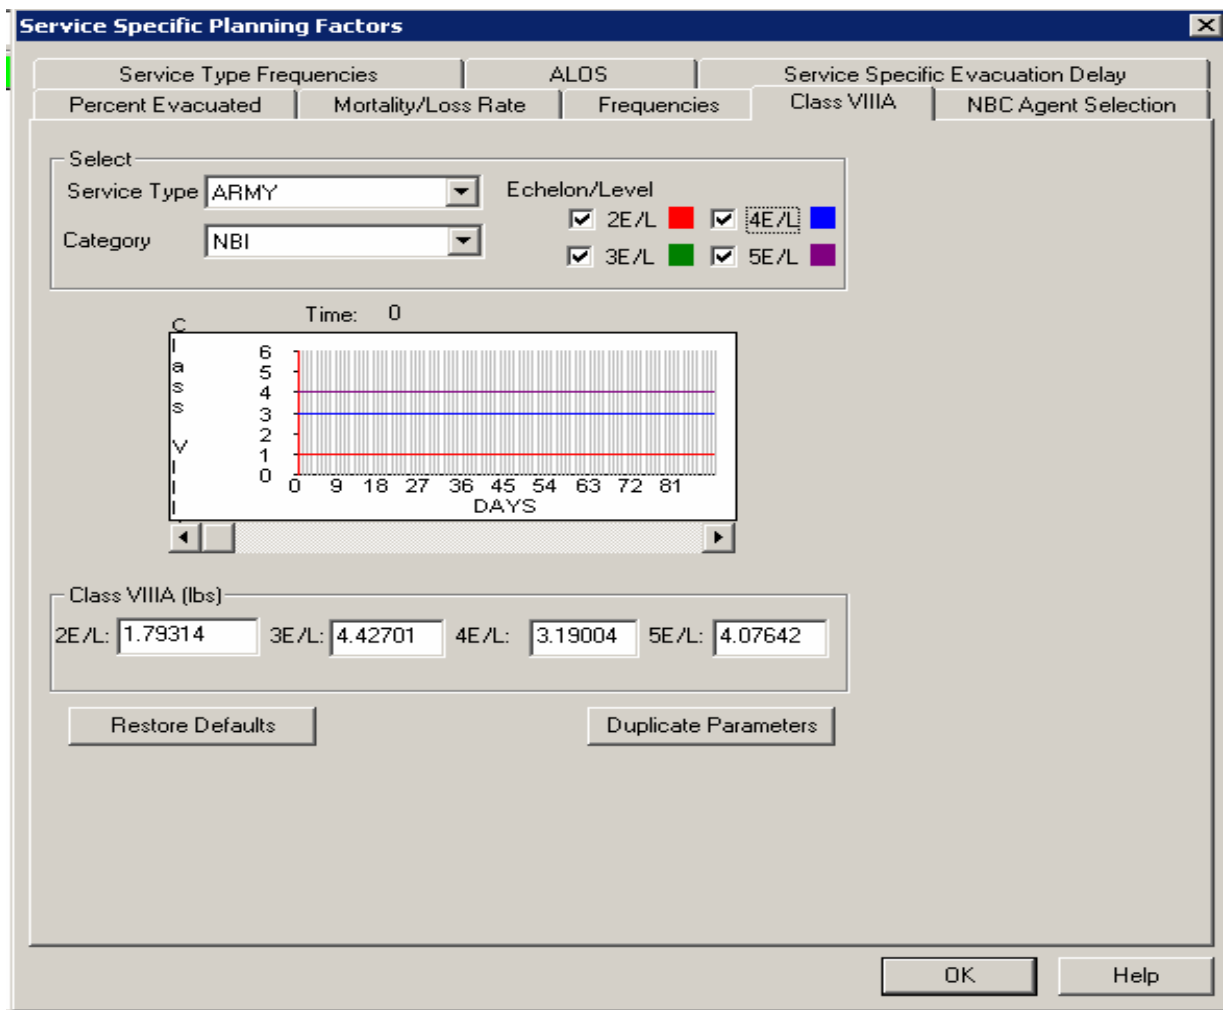 Service Specific Planning Factors
Service Type Frequencies ALOS Service Specific Evacuation Delay
Percent Evacuated Mortality/Loss Rate Frequencies Class VIIIA NBC Agent Selection
Select
Service Type ARMY Echelon/Level
2E/L 4E/L
Category NBI
3E/L 5E/L
Time: 0
Class VIII
6
5
4
3
2
1
0
0 9 18 27 36 45 54 63 72 81
DAYS
Class VIIIA (lbs)
2E/L: 1.79314 3E/L: 4.42701 4E/L: 3.19004 5E/L: 4.07642
Restore Defaults Duplicate Parameters
OK Help